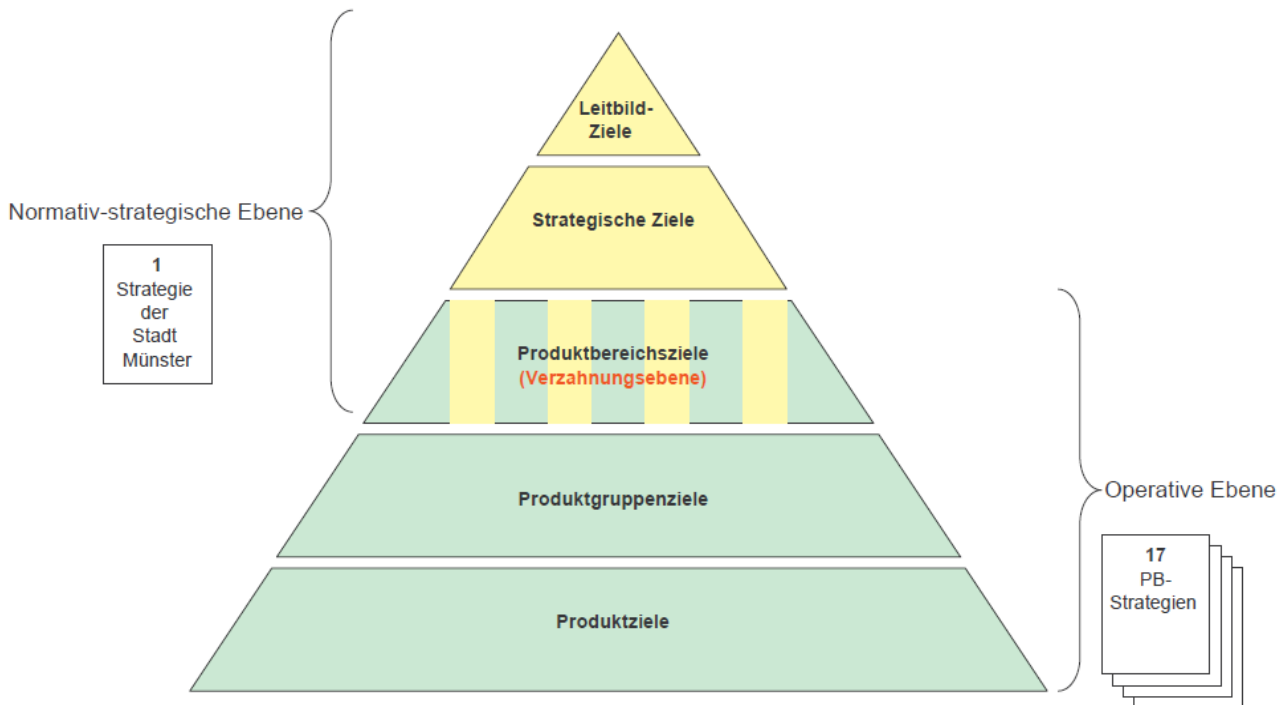 Leitbild-
Ziele
Strategische Ziele
Normativ-strategische Ebene
1
Strategie
der
Stadt
Münster
Produktbereichsziele
(Verzahnungsebene)
Produktgruppenziele
Operative Ebene
17
PB-
Strategien
Produktziele